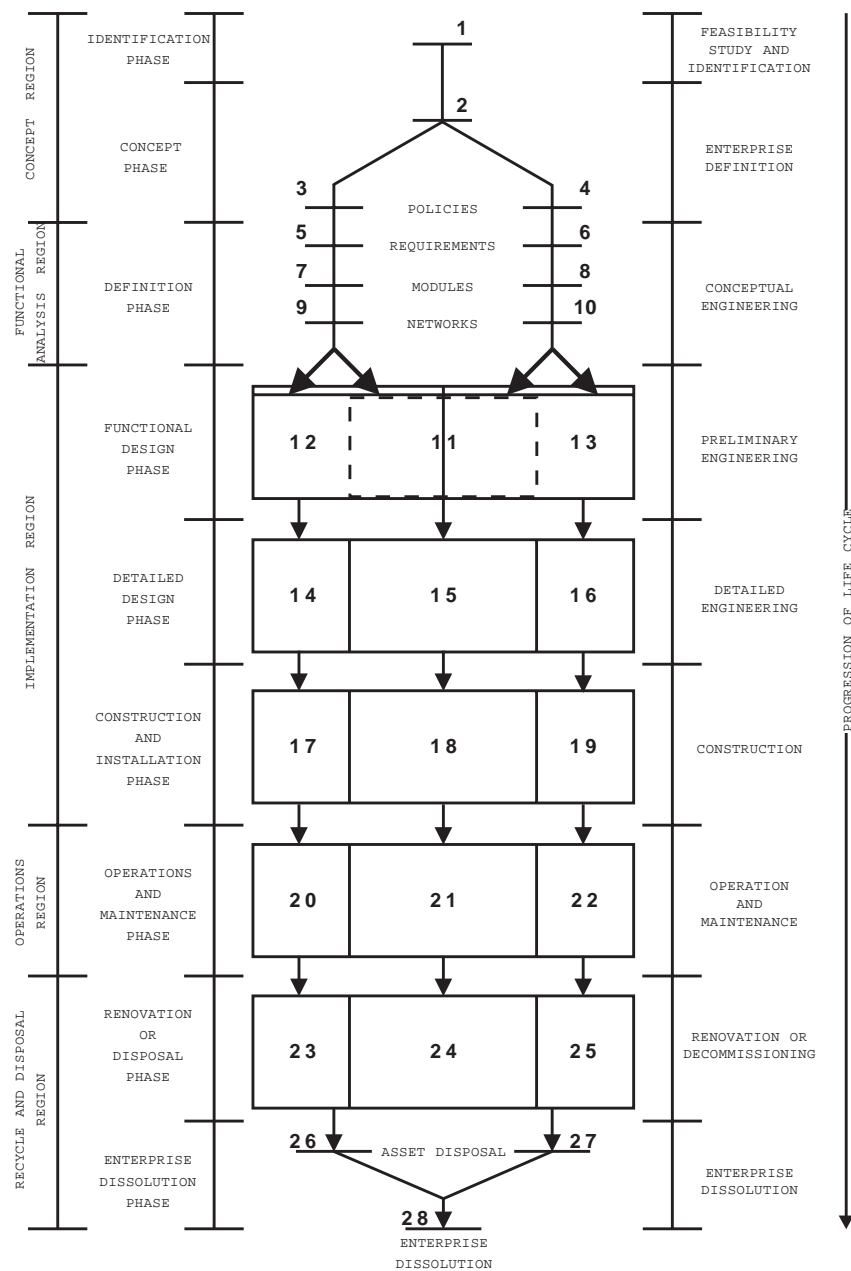 CONCEPT REGION
FUNCTIONAL
ANALYSIS REGION
IMPLEMENTATION REGION
OPERATIONS
REGION
RECYCLE AND DISPOSAL
REGION
IDENTIFICATION
PHASE
CONCEPT
PHASE
DEFINITION
PHASE
FUNCTIONAL
DESIGN
PHASE
DETAILED
DESIGN
PHASE
CONSTRUCTION
AND
INSTALLATION
PHASE
OPERATIONS
AND
MAINTENANCE
PHASE
RENOVATION
OR
DISPOSAL
PHASE
ENTERPRISE
DISSOLUTION
PHASE
1
2
3 4
POLICIES
5 6
REQUIREMENTS
7 8
MODULES
9 10
NETWORKS
12 11 13
14 15 16
17 18 19
20 21 22
23 24 25
26 ASSET DISPOSAL 27
28
ENTERPRISE
DISSOLUTION
FEASIBILITY
STUDY AND
IDENTIFICATION
ENTERPRISE
DEFINITION
CONCEPTUAL
ENGINEERING
PRELIMINARY
ENGINEERING
DETAILED
ENGINEERING
CONSTRUCTION
OPERATION
AND
MAINTENANCE
RENOVATION OR
DECOMMISSIONING
ENTERPRISE
DISSOLUTION
PROGRESSION OF LIFE CYCLE